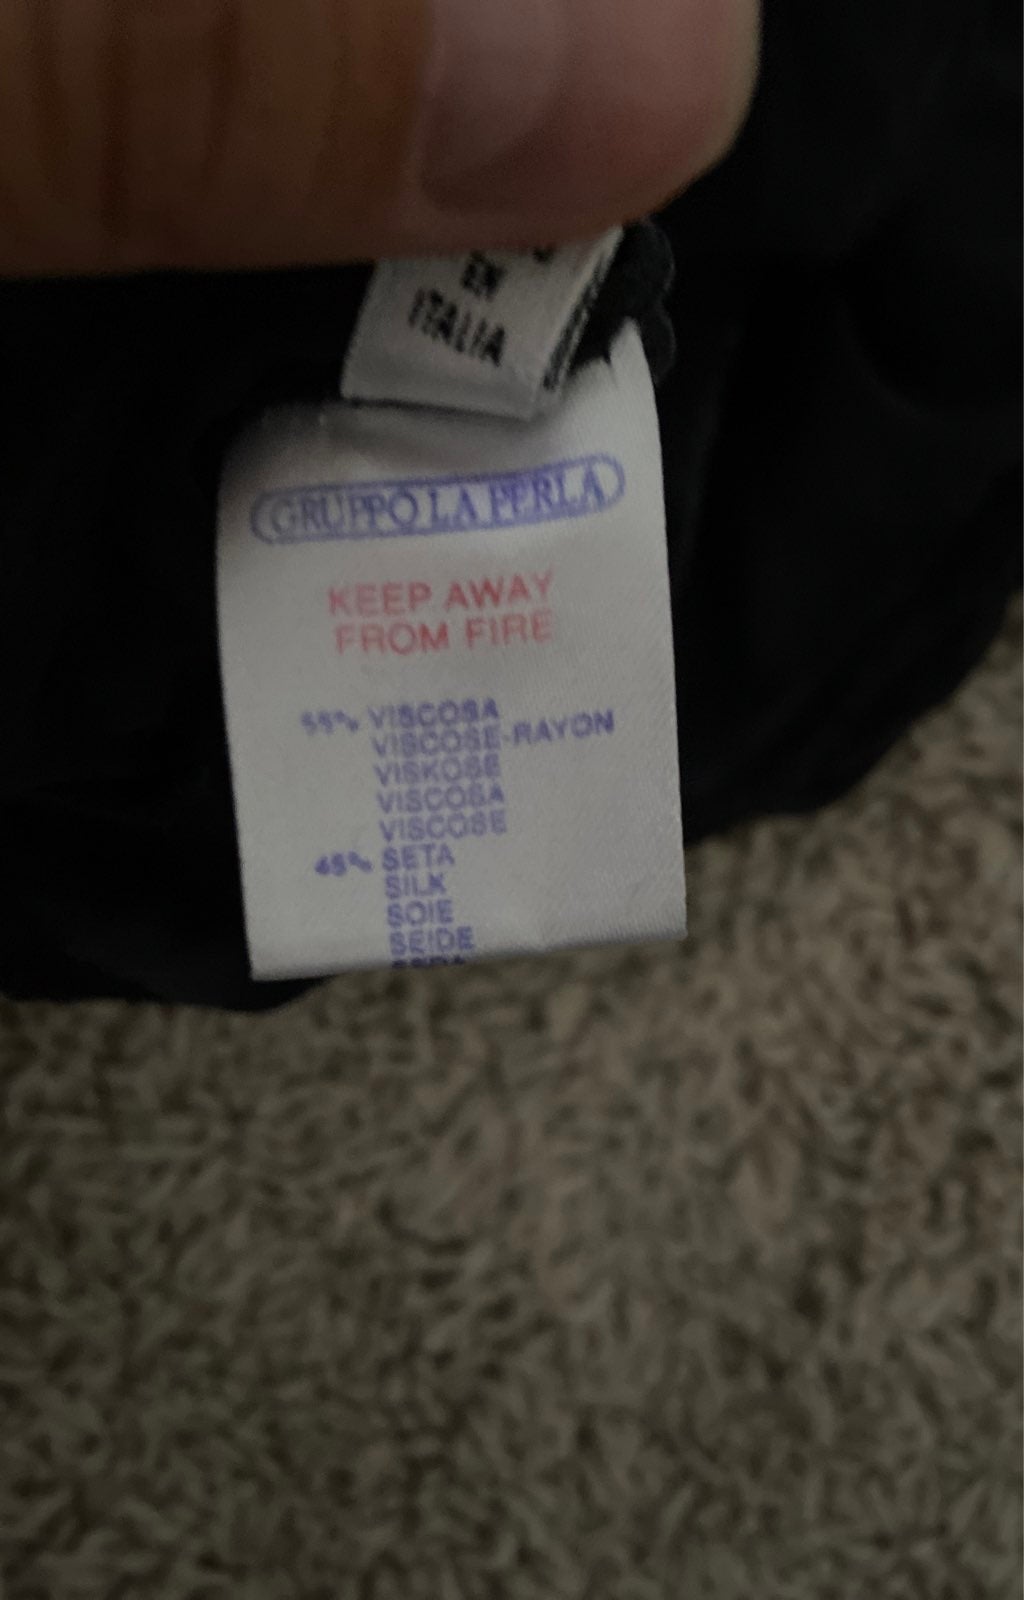 EN
ITALIA
GRUPPO LA PERLA
KEEP AWAY
FROM FIRE
55% VISCOSA
VISCOSE-RAYON
VISKOSE
VISCOSA
VISCOSE
45% SETA
SILK
SOIE
SEIDE